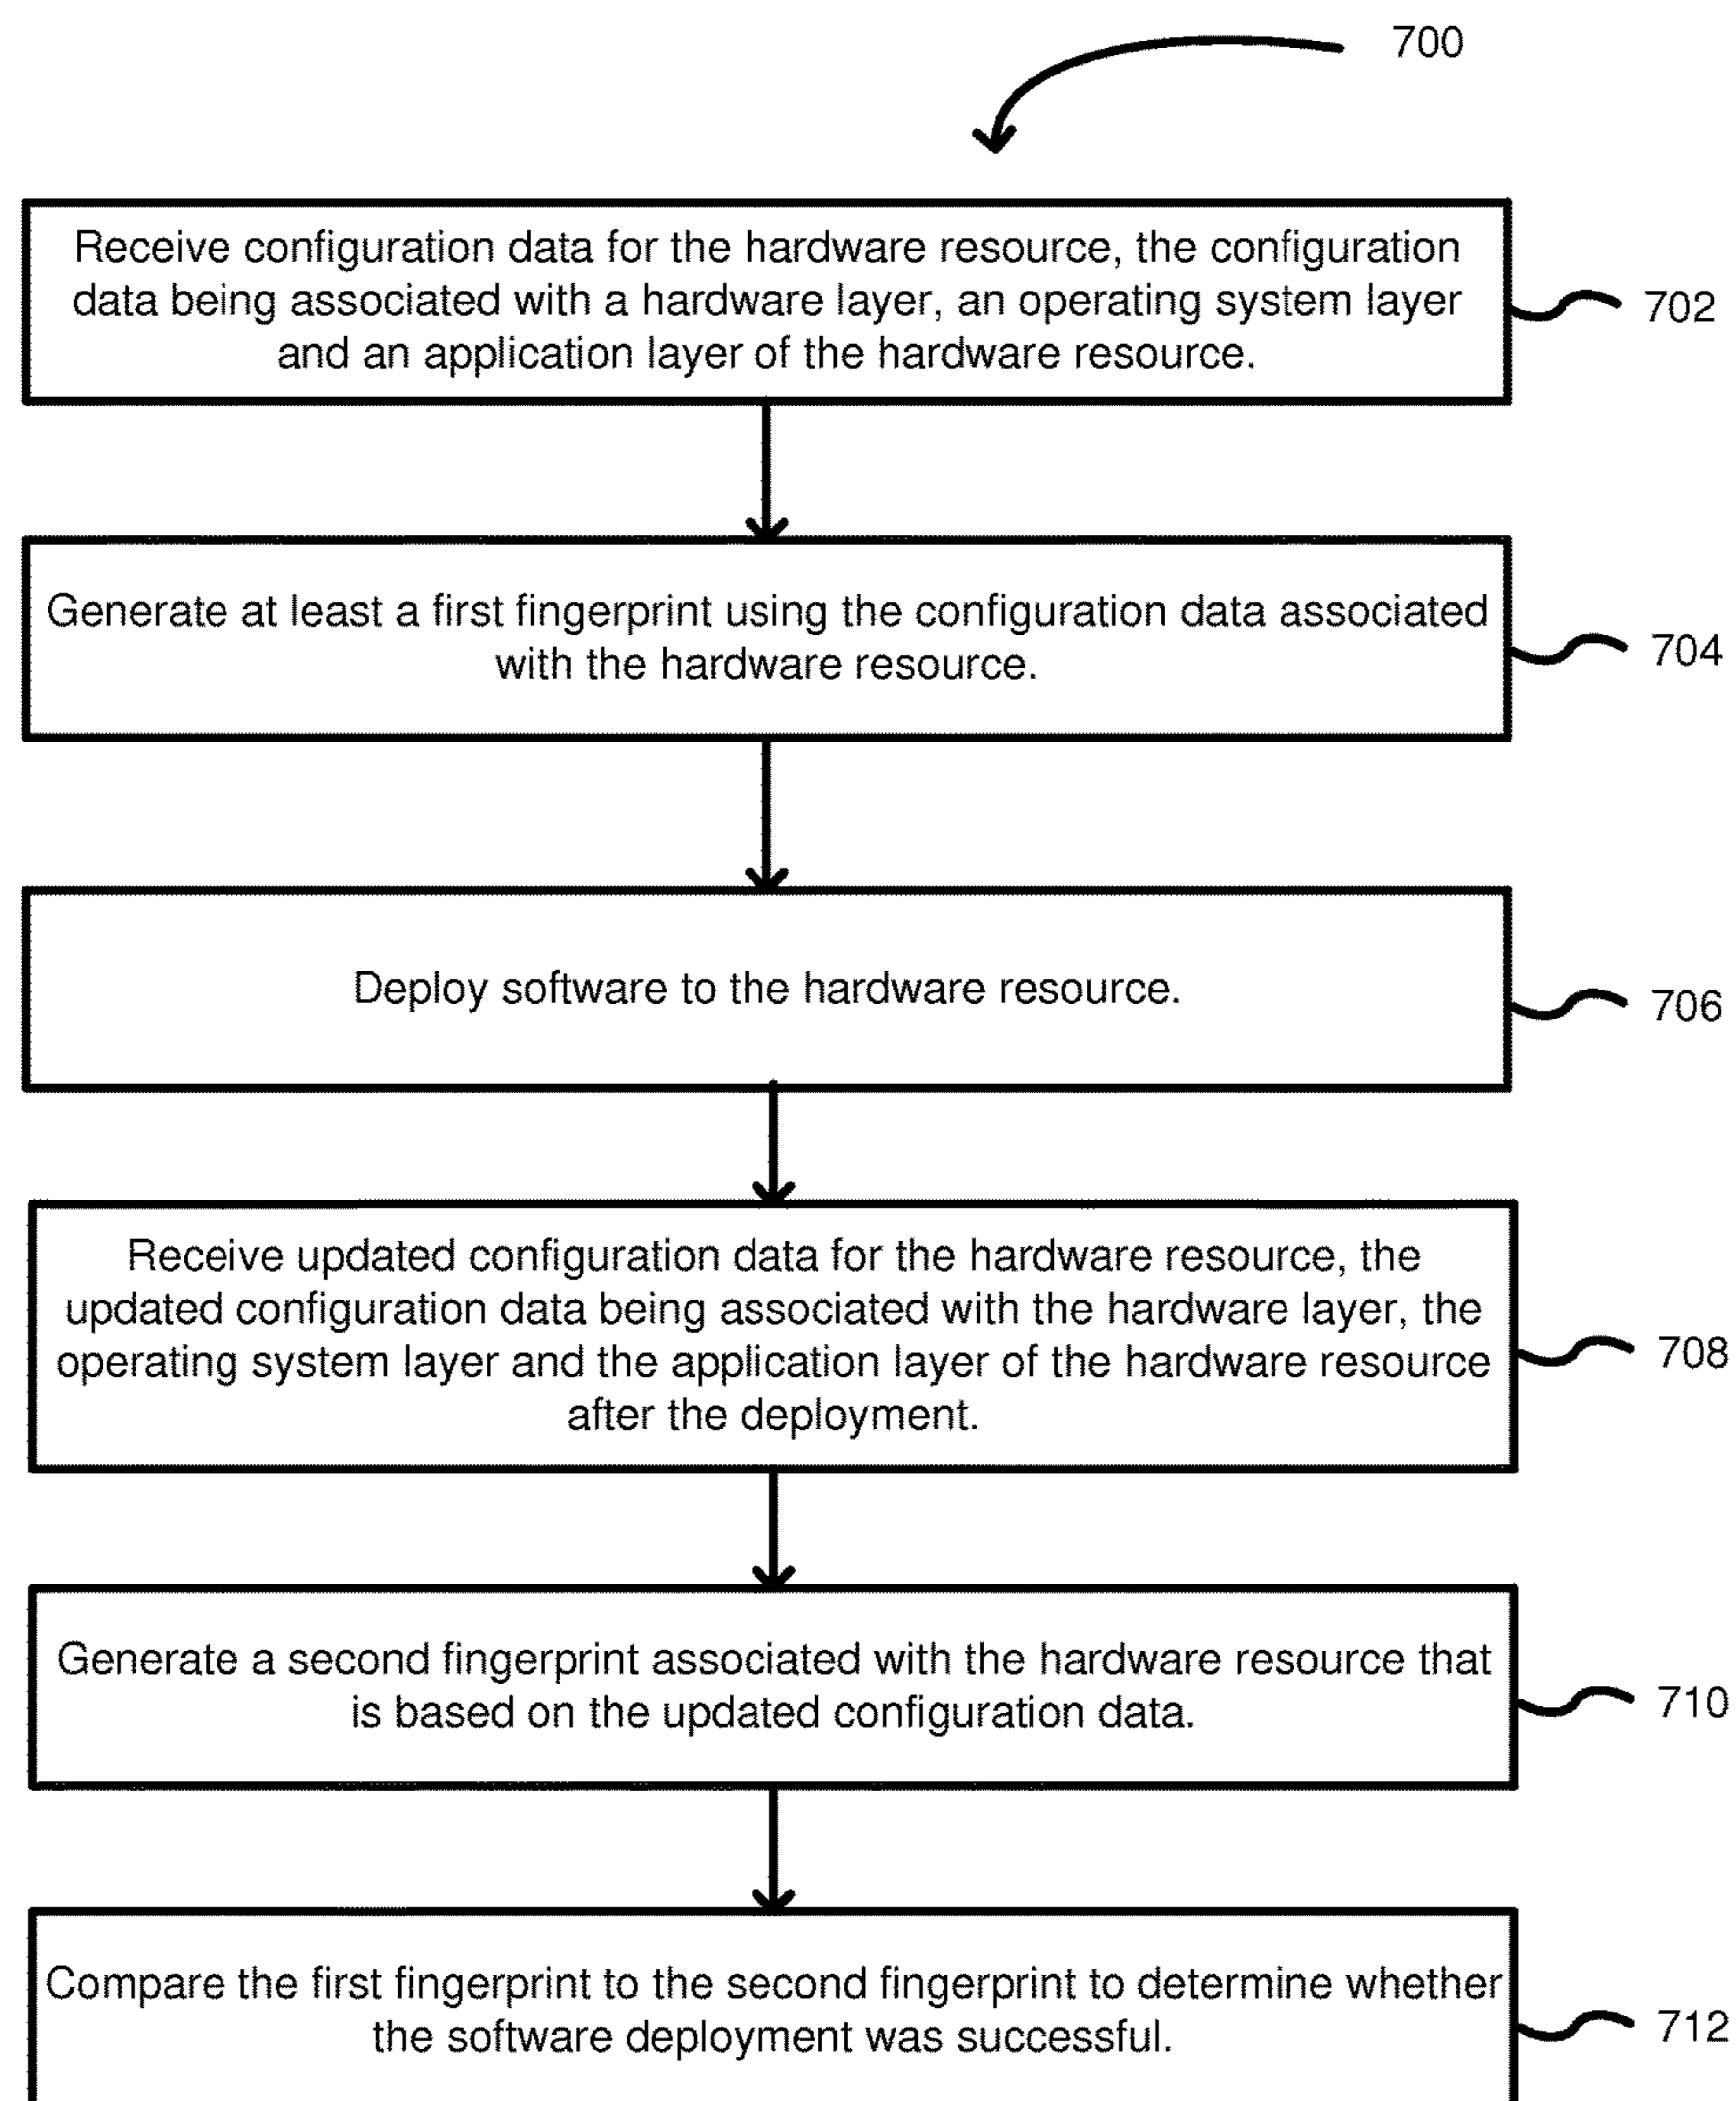 700
Receive configuration data for the hardware resource, the configuration
data being associated with a hardware layer, an operating system layer
and an application layer of the hardware resource.
702
Generate at least a first fingerprint using the configuration data associated
with the hardware resource.
704
Deploy software to the hardware resource.
706
Receive updated configuration data for the hardware resource, the
updated configuration data being associated with the hardware layer, the
operating system layer and the application layer of the hardware resource
after the deployment.
708
Generate a second fingerprint associated with the hardware resource that
is based on the updated configuration data.
710
Compare the first fingerprint to the second fingerprint to determine whether
the software deployment was successful.
712